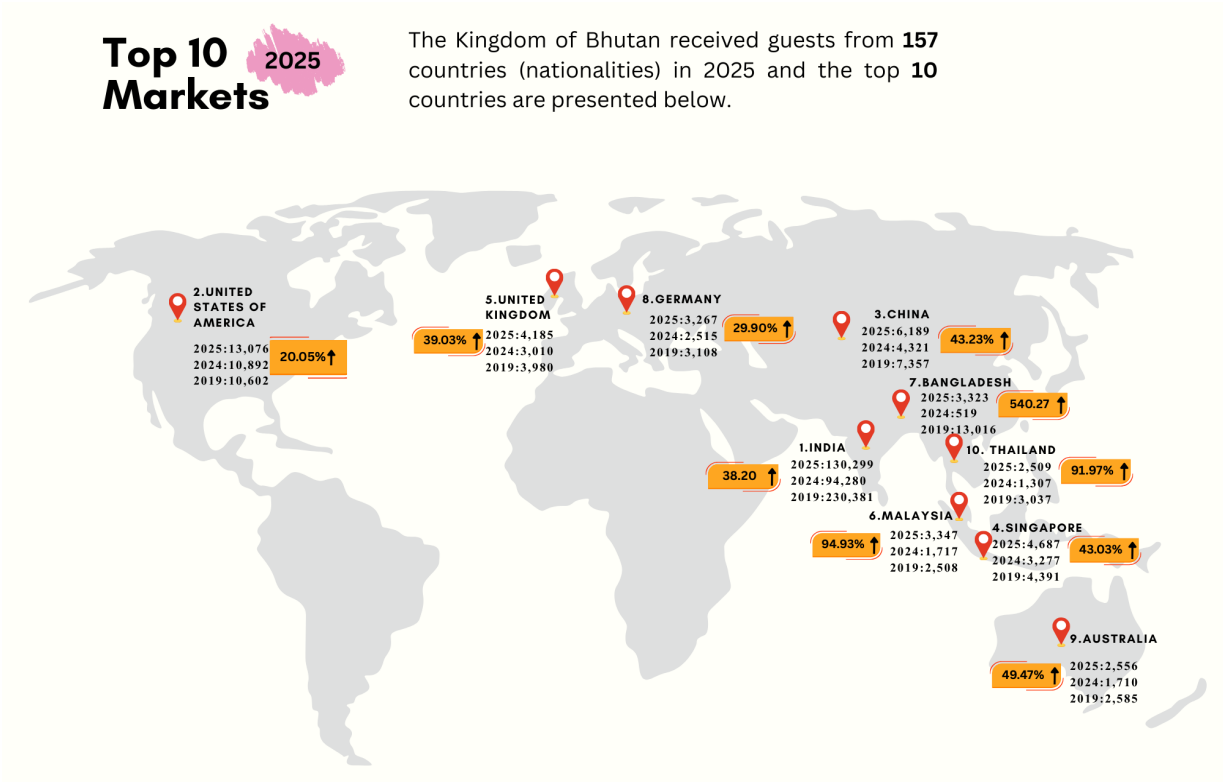 Top 10
Markets
2025
The Kingdom of Bhutan received guests from 157
countries (nationalities) in 2025 and the top 10
countries are presented below.
2.UNITED
STATES OF
AMERICA
2025:13,076
2024:10,892
2019:10,602
20.05%
5.UNITED
KINGDOM
2025:4,185
2024:3,010
2019:3,980
39.03%
8.GERMANY
2025:3,267
2024:2,515
2019:3,108
29.90%
3.CHINA
2025:6,189
2024:4,321
2019:7,357
43.23%
7.BANGLADESH
2025:3,323
2024:519
2019:13,016
540.27
1.INDIA
2025:130,299
2024:94,280
2019:230,381
38.20
10. THAILAND
2025:2,509
2024:1,307
2019:3,037
91.97%
6.MALAYSIA
2025:3,347
2024:1,717
2019:2,508
94.93%
4.SINGAPORE
2025:4,687
2024:3,277
2019:4,391
43.03%
9.AUSTRALIA
2025:2,556
2024:1,710
2019:2,585
49.47%